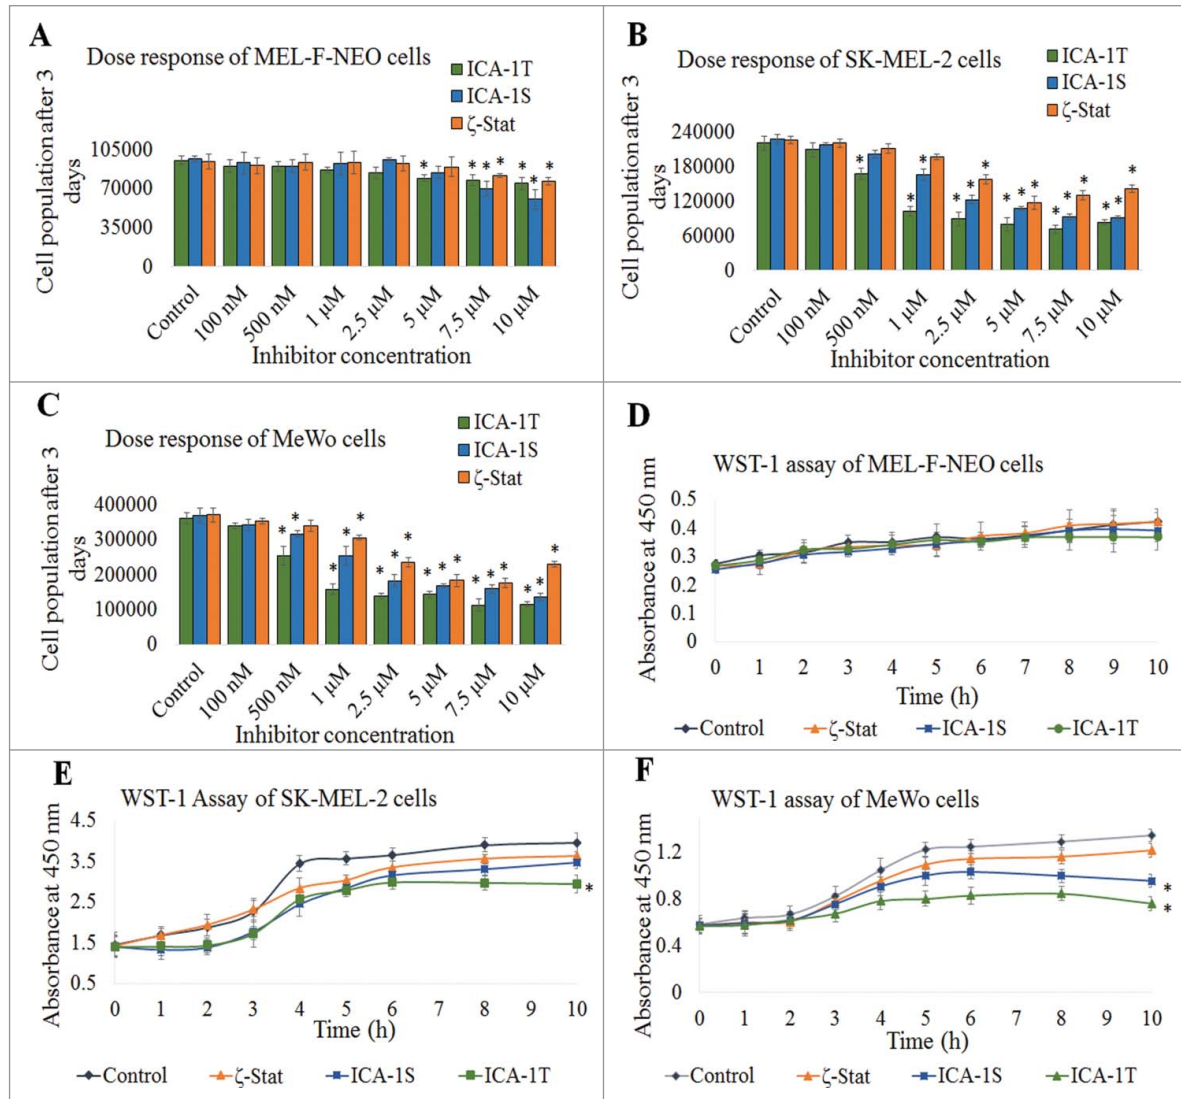 A
Dose response of MEL-F-NEO cells
ICA-1T
ICA-1S
ζ-Stat
Cell population after 3
days
105000
70000
35000
0
* * * * * * *
Control
100 nM
500 nM
1 μM
2.5 μM
5 μM
7.5 μM
10 μM
Inhibitor concentration
B
Dose response of SK-MEL-2 cells
ICA-1T
ICA-1S
ζ-Stat
Cell population after 3
days
240000
180000
120000
60000
0
* * * * * * * * * * * * * * *
Control
100 nM
500 nM
1 μM
2.5 μM
5 μM
7.5 μM
10 μM
Inhibitor concentration
C
Dose response of MeWo cells
ICA-1T
ICA-1S
ζ-Stat
Cell population after 3
days
400000
300000
200000
100000
0
* * * * * * * * * * * * * * * * *
Control
100 nM
500 nM
1 μM
2.5 μM
5 μM
7.5 μM
10 μM
Inhibitor concentration
D
WST-1 assay of MEL-F-NEO cells
Absorbance at 450 nm
0.5
0.4
0.3
0.2
0.1
0
0 1 2 3 4 5 6 7 8 9 10
Time (h)
Control ζ-Stat ICA-1S ICA-1T
E
WST-1 Assay of SK-MEL-2 cells
Absorbance at 450 nm
4.5
3.5
2.5
1.5
0.5
*
0 1 2 3 4 5 6 7 8 9 10
Time (h)
Control ζ-Stat ICA-1S ICA-1T
F
WST-1 assay of MeWo cells
Absorbance at 450 nm
1.2
0.8
0.4
0
*
*
0 1 2 3 4 5 6 7 8 9 10
Time (h)
Control ζ-Stat ICA-1S ICA-1T